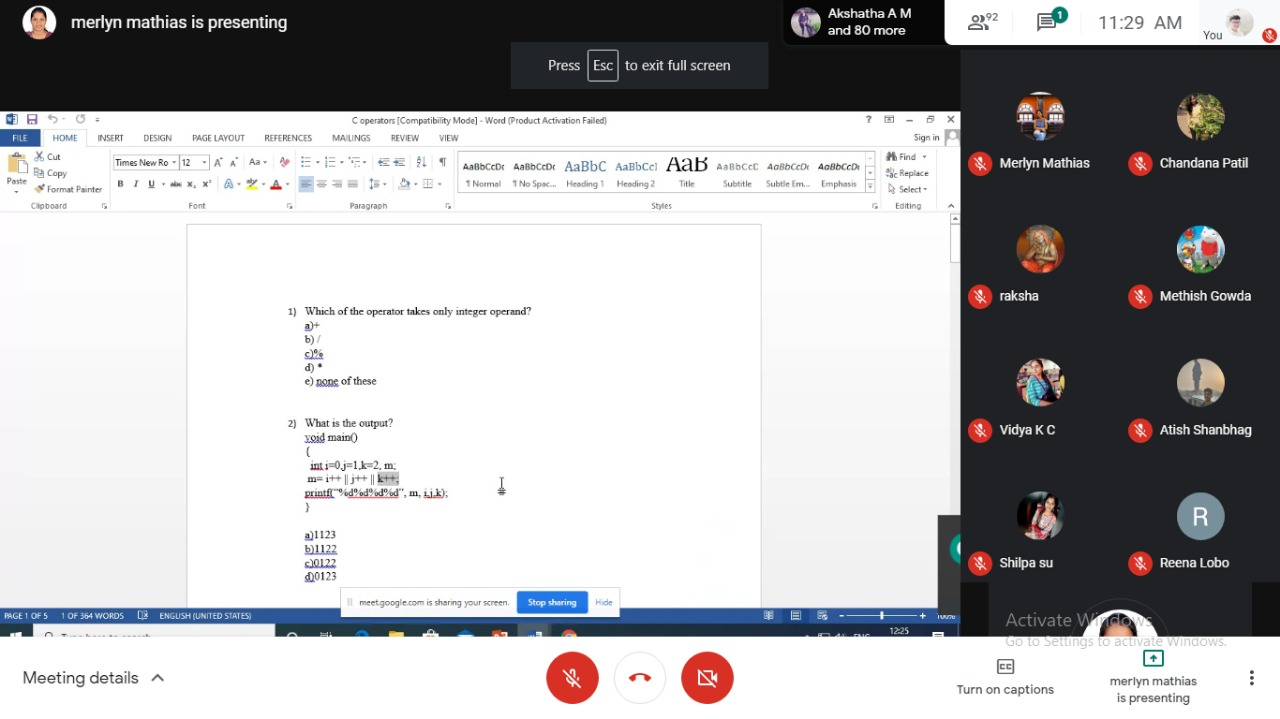 merlyn mathias is presenting
Akshatha A M
and 80 more
92
1
11:29 AM
You
Press Esc to exit full screen
C operators [Compatibility Mode] - Word (Product Activation Failed)
FILE HOME INSERT DESIGN PAGE LAYOUT REFERENCES MAILINGS REVIEW VIEW Sign in
Paste
Cut
Copy
Format Painter
Clipboard
Times New Ro 12
Font
Paragraph
AaBbCcDc AaBbCcDc AaBbC AaBbCcI AaB AaBbCcD AaBbCcDc AaBbCcDc
¶ Normal ¶ No Spac... Heading 1 Heading 2 Title Subtitle Subtle Em... Emphasis
Styles
Find
Replace
Select
Editing
1) Which of the operator takes only integer operand?
a)+
b) /
c)%
d) *
e) none of these
2) What is the output?
void main()
{
int i=0,j=1,k=2, m;
m= i++ || j++ || k++;
printf("%d%d%d%d", m, i,j,k);
}
a)1123
b)1122
c)0122
d)0123
meet.google.com is sharing your screen. Stop sharing Hide
PAGE 1 OF 5 1 OF 364 WORDS ENGLISH (UNITED STATES)
100%
12:25
Merlyn Mathias
Chandana Patil
raksha
Methish Gowda
Vidya K C
Atish Shanbhag
Shilpa su
R
Reena Lobo
Activate Windows
Go to Settings to activate Windows.
Meeting details
Turn on captions
merlyn mathias
is presenting